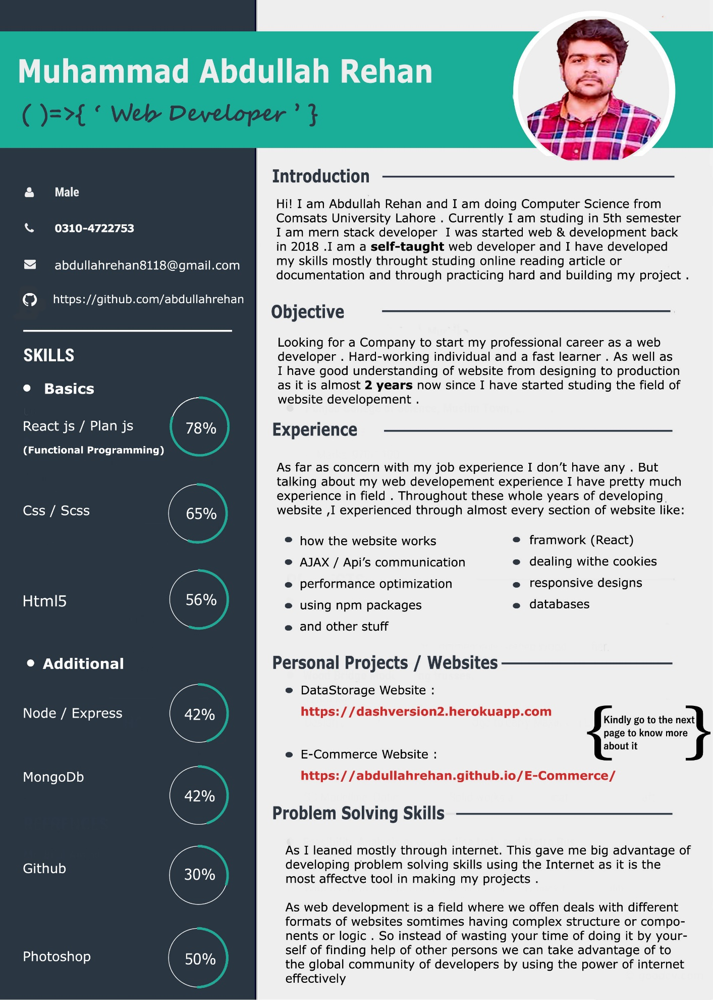 Muhammad Abdullah Rehan
( )=>{ ‘ Web Developer ’ }
Male
0310-4722753
abdullahrehan8118@gmail.com
https://github.com/abdullahrehan
SKILLS
Basics
React js / Plan js
(Functional Programming)
78%
Css / Scss
65%
Html5
56%
Additional
Node / Express
42%
MongoDb
42%
Github
30%
Photoshop
50%
Introduction
Hi! I am Abdullah Rehan and I am doing Computer Science from
Comsats University Lahore . Currently I am studing in 5th semester
I am mern stack developer  I was started web & development back
in 2018 .I am a self-taught web developer and I have developed
my skills mostly throught studing online reading article or
documentation and through practicing hard and building my project .
Objective
Looking for a Company to start my professional career as a web
developer . Hard-working individual and a fast learner . As well as
I have good understanding of website from designing to production
as it is almost 2 years now since I have started studing the field of
website developement .
Experience
As far as concern with my job experience I don’t have any . But
talking about my web developement experience I have pretty much
experience in field . Throughout these whole years of developing
website ,I experienced through almost every section of website like:
how the website works
AJAX / Api’s communication
performance optimization
using npm packages
and other stuff
framwork (React)
dealing withe cookies
responsive designs
databases
Personal Projects / Websites
DataStorage Website :
https://dashversion2.herokuapp.com
E-Commerce Website :
https://abdullahrehan.github.io/E-Commerce/
{Kindly go to the next
page to know more
about it}
Problem Solving Skills
As I leaned mostly through internet. This gave me big advantage of
developing problem solving skills using the Internet as it is the
most affectve tool in making my projects .
As web development is a field where we offen deals with different
formats of websites somtimes having complex structure or compo-
nents or logic . So instead of wasting your time of doing it by your-
self of finding help of other persons we can take advantage of to
the global community of developers by using the power of internet
effectively